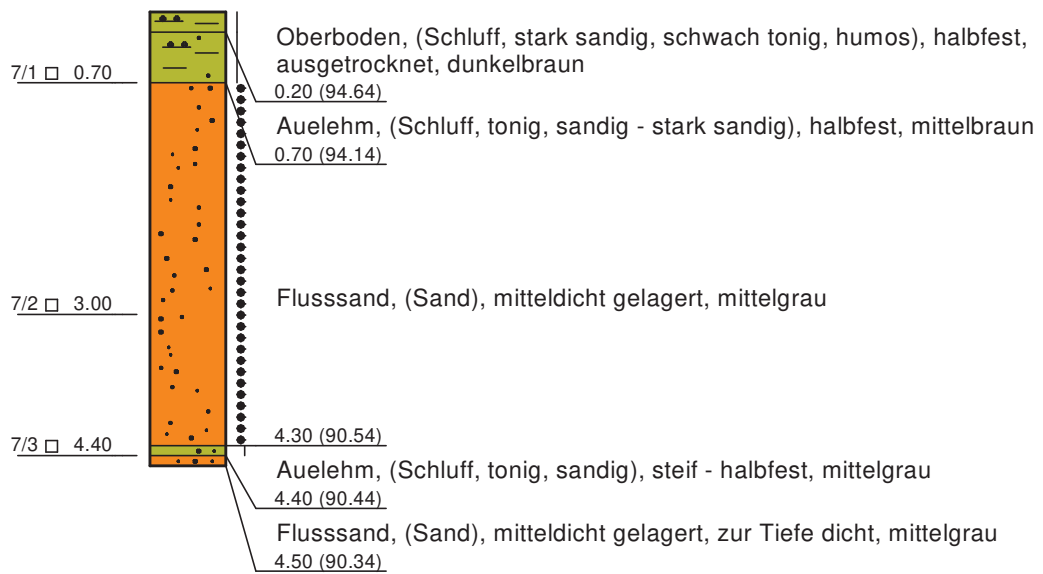 Oberboden, (Schluff, stark sandig, schwach tonig, humos), halbfest,
ausgetrocknet, dunkelbraun
7/1 □ 0.70
0.20 (94.64)
Auelehm, (Schluff, tonig, sandig - stark sandig), halbfest, mittelbraun
0.70 (94.14)
Flusssand, (Sand), mitteldicht gelagert, mittelgrau
7/2 □ 3.00
4.30 (90.54)
7/3 □ 4.40
Auelehm, (Schluff, tonig, sandig), steif - halbfest, mittelgrau
4.40 (90.44)
Flusssand, (Sand), mitteldicht gelagert, zur Tiefe dicht, mittelgrau
4.50 (90.34)